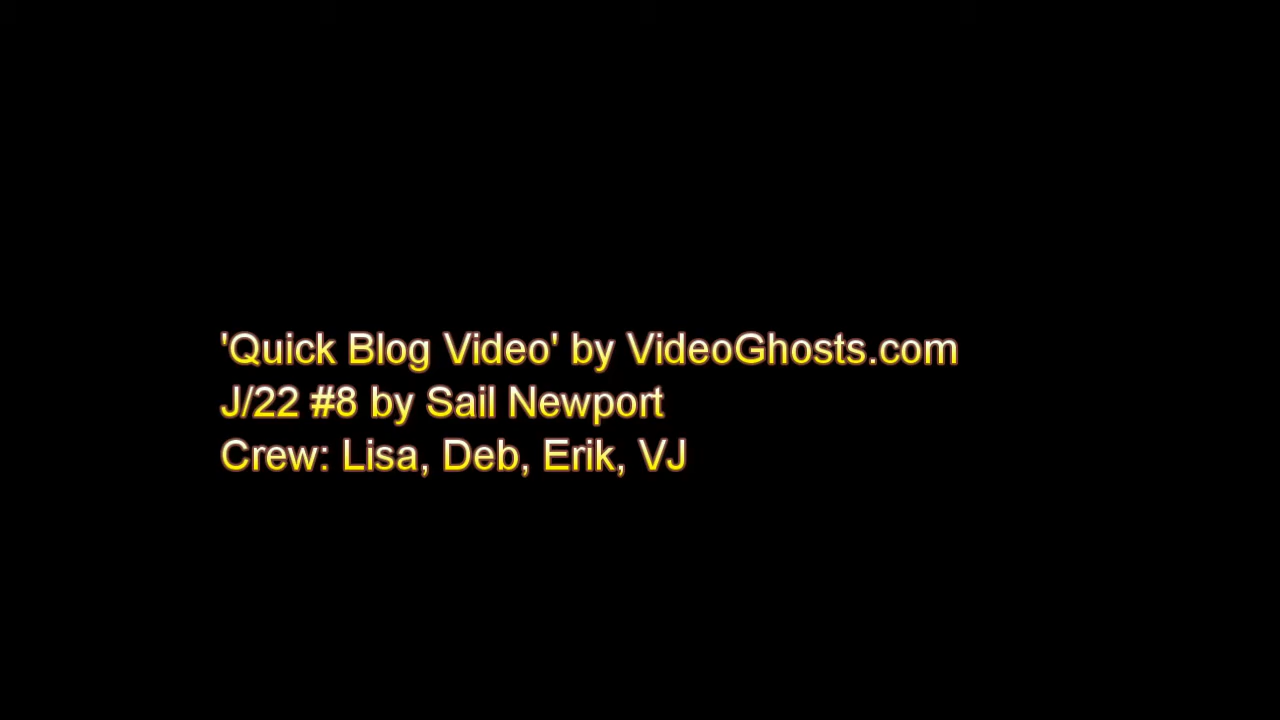 'Quick Blog Video' by VideoGhosts.com
J/22 #8 by Sail Newport
Crew: Lisa, Deb, Erik, VJ